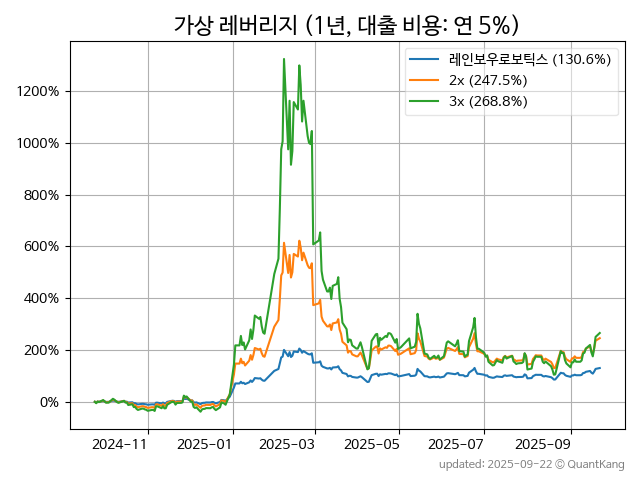 가상 레버리지 (1년, 대출 비용: 연 5%)
레인보우로보틱스 (130.6%)
2x (247.5%)
3x (268.8%)
1200%
1000%
800%
600%
400%
200%
0%
2024-11
2025-01
2025-03
2025-05
2025-07
2025-09
updated: 2025-09-22 © QuantKang